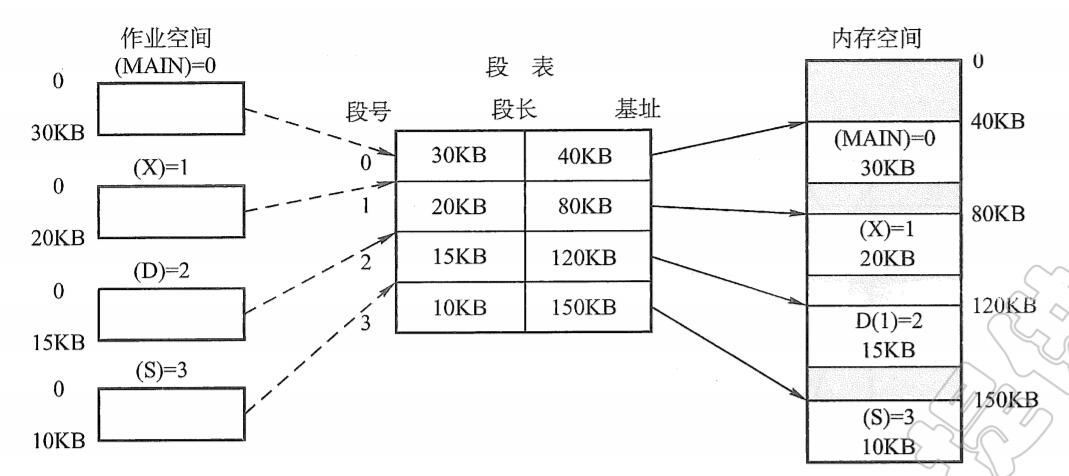 作业空间
(MAIN)=0
0
30KB
(X)=1
0
20KB
(D)=2
0
15KB
(S)=3
0
10KB
段 表
段号 段长 基址
0 30KB 40KB
1 20KB 80KB
2 15KB 120KB
3 10KB 150KB
内存空间
0
40KB
(MAIN)=0
30KB
80KB
(X)=1
20KB
120KB
D(1)=2
15KB
150KB
(S)=3
10KB